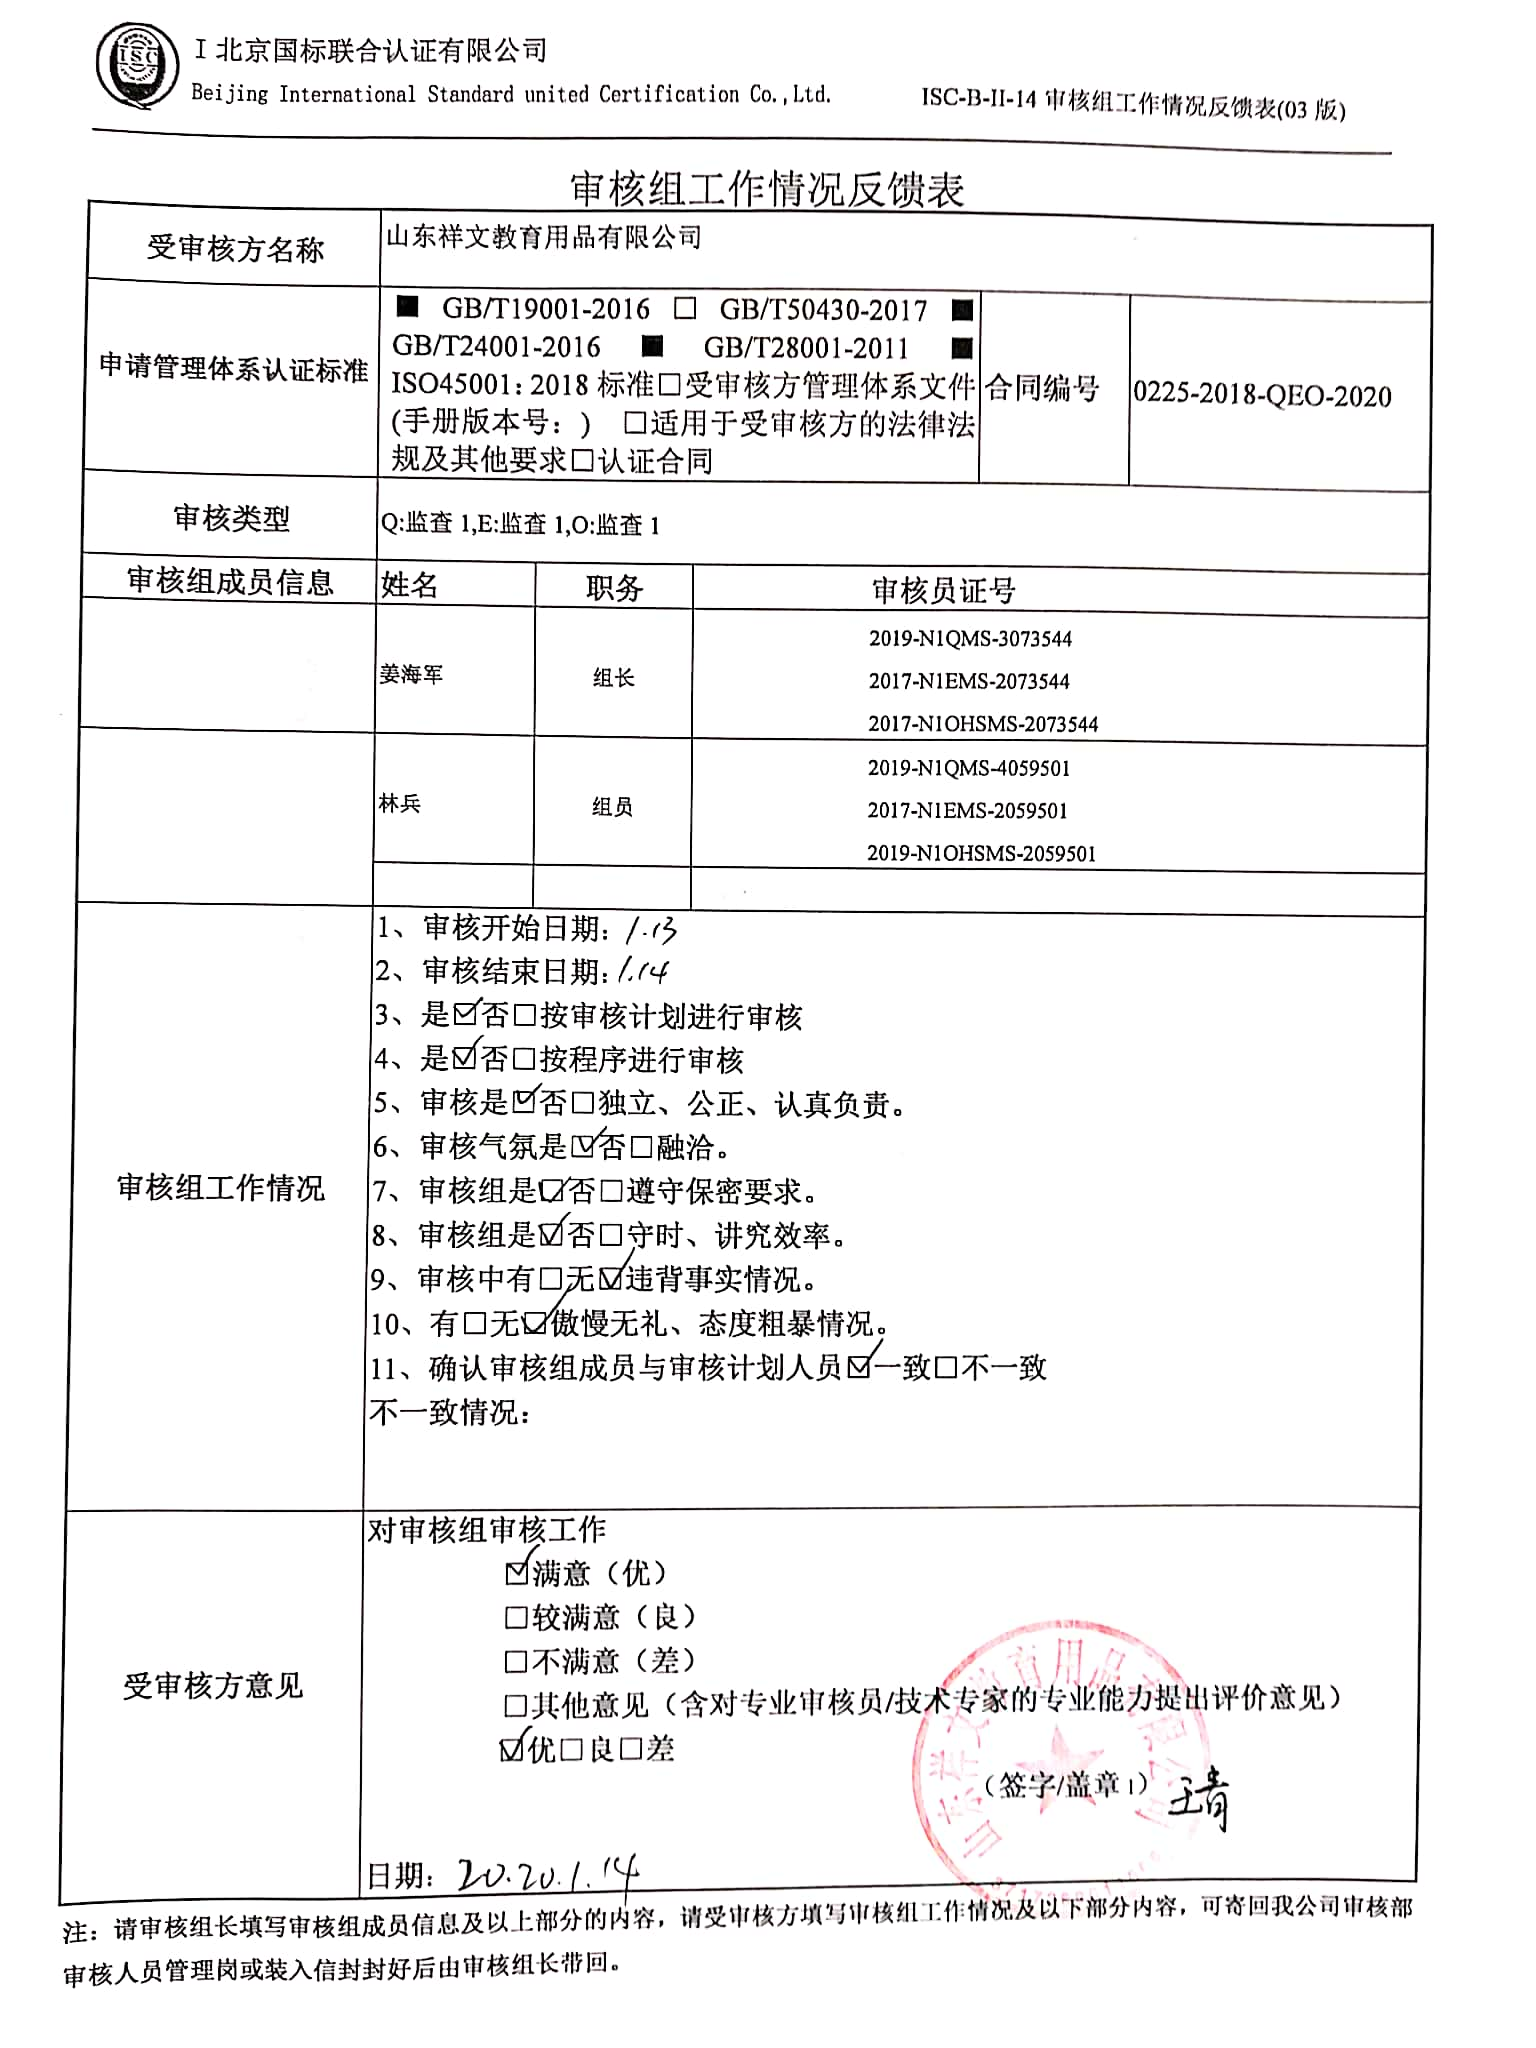 ISC
I 北京国标联合认证有限公司
Beijing International Standard united Certification Co.,Ltd.
ISC-B-II-14 审核组工作情况反馈表(03 版)
审核组工作情况反馈表
受审核方名称
山东祥文教育用品有限公司
申请管理体系认证标准
■ GB/T19001-2016 □ GB/T50430-2017 ■
GB/T24001-2016 ■ GB/T28001-2011 ■
ISO45001：2018 标准□受审核方管理体系文件
(手册版本号：) □适用于受审核方的法律法
规及其他要求□认证合同
合同编号
0225-2018-QEO-2020
审核类型
Q:监查 1,E:监查 1,O:监查 1
审核组成员信息
姓名
职务
审核员证号
姜海军
组长
2019-N1QMS-3073544
2017-N1EMS-2073544
2017-N1OHSMS-2073544
林兵
组员
2019-N1QMS-4059501
2017-N1EMS-2059501
2019-N1OHSMS-2059501
审核组工作情况
1、审核开始日期：1.13
2、审核结束日期：1.14
3、是☑否□按审核计划进行审核
4、是☑否□按程序进行审核
5、审核是☑否□独立、公正、认真负责。
6、审核气氛是☑否□融洽。
7、审核组是☑否□遵守保密要求。
8、审核组是☑否□守时、讲究效率。
9、审核中有□无☑违背事实情况。
10、有□无☑傲慢无礼、态度粗暴情况。
11、确认审核组成员与审核计划人员☑一致□不一致
不一致情况：
受审核方意见
对审核组审核工作
☑满意（优）
□较满意（良）
□不满意（差）
□其他意见（含对专业审核员/技术专家的专业能力提出评价意见）
☑优□良□差
（签字/盖章）王青
山东祥文教育用品有限公司
日期：2020.1.14
注：请审核组长填写审核组成员信息及以上部分的内容，请受审核方填写审核组工作情况及以下部分内容，可寄回我公司审核部
审核人员管理岗或装入信封封好后由审核组长带回。